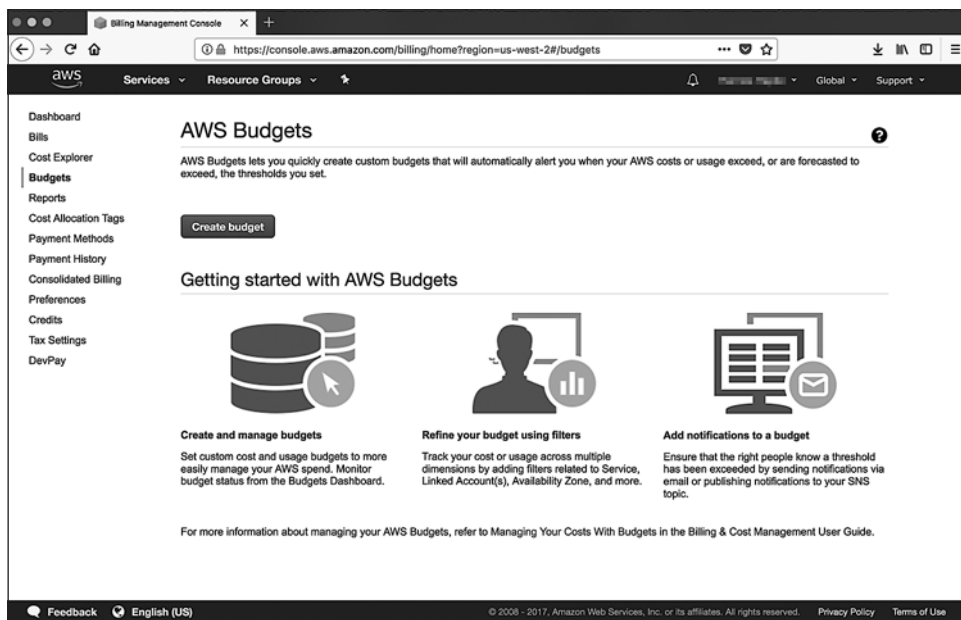 Billing Management Console
https://console.aws.amazon.com/billing/home?region=us-west-2#/budgets
aws Services Resource Groups Global Support
Dashboard
Bills
Cost Explorer
Budgets
Reports
Cost Allocation Tags
Payment Methods
Payment History
Consolidated Billing
Preferences
Credits
Tax Settings
DevPay
AWS Budgets
AWS Budgets lets you quickly create custom budgets that will automatically alert you when your AWS costs or usage exceed, or are forecasted to
exceed, the thresholds you set.
Create budget
Getting started with AWS Budgets
Create and manage budgets
Set custom cost and usage budgets to more
easily manage your AWS spend. Monitor
budget status from the Budgets Dashboard.
Refine your budget using filters
Track your cost or usage across multiple
dimensions by adding filters related to Service,
Linked Account(s), Availability Zone, and more.
Add notifications to a budget
Ensure that the right people know a threshold
has been exceeded by sending notifications via
email or publishing notifications to your SNS
topic.
For more information about managing your AWS Budgets, refer to Managing Your Costs With Budgets in the Billing & Cost Management User Guide.
Feedback English (US) © 2008 - 2017, Amazon Web Services, Inc. or its affiliates. All rights reserved. Privacy Policy Terms of Use